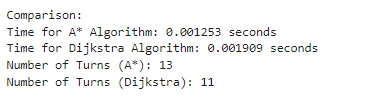 Comparison:
Time for A* Algorithm: 0.001253 seconds
Time for Dijkstra Algorithm: 0.001909 seconds
Number of Turns (A*): 13
Number of Turns (Dijkstra): 11